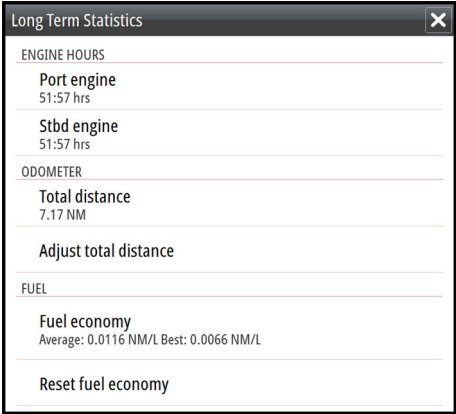 Long Term Statistics
ENGINE HOURS
Port engine
51:57 hrs
Stbd engine
51:57 hrs
ODOMETER
Total distance
7.17 NM
Adjust total distance
FUEL
Fuel economy
Average: 0.0116 NM/L Best: 0.0066 NM/L
Reset fuel economy